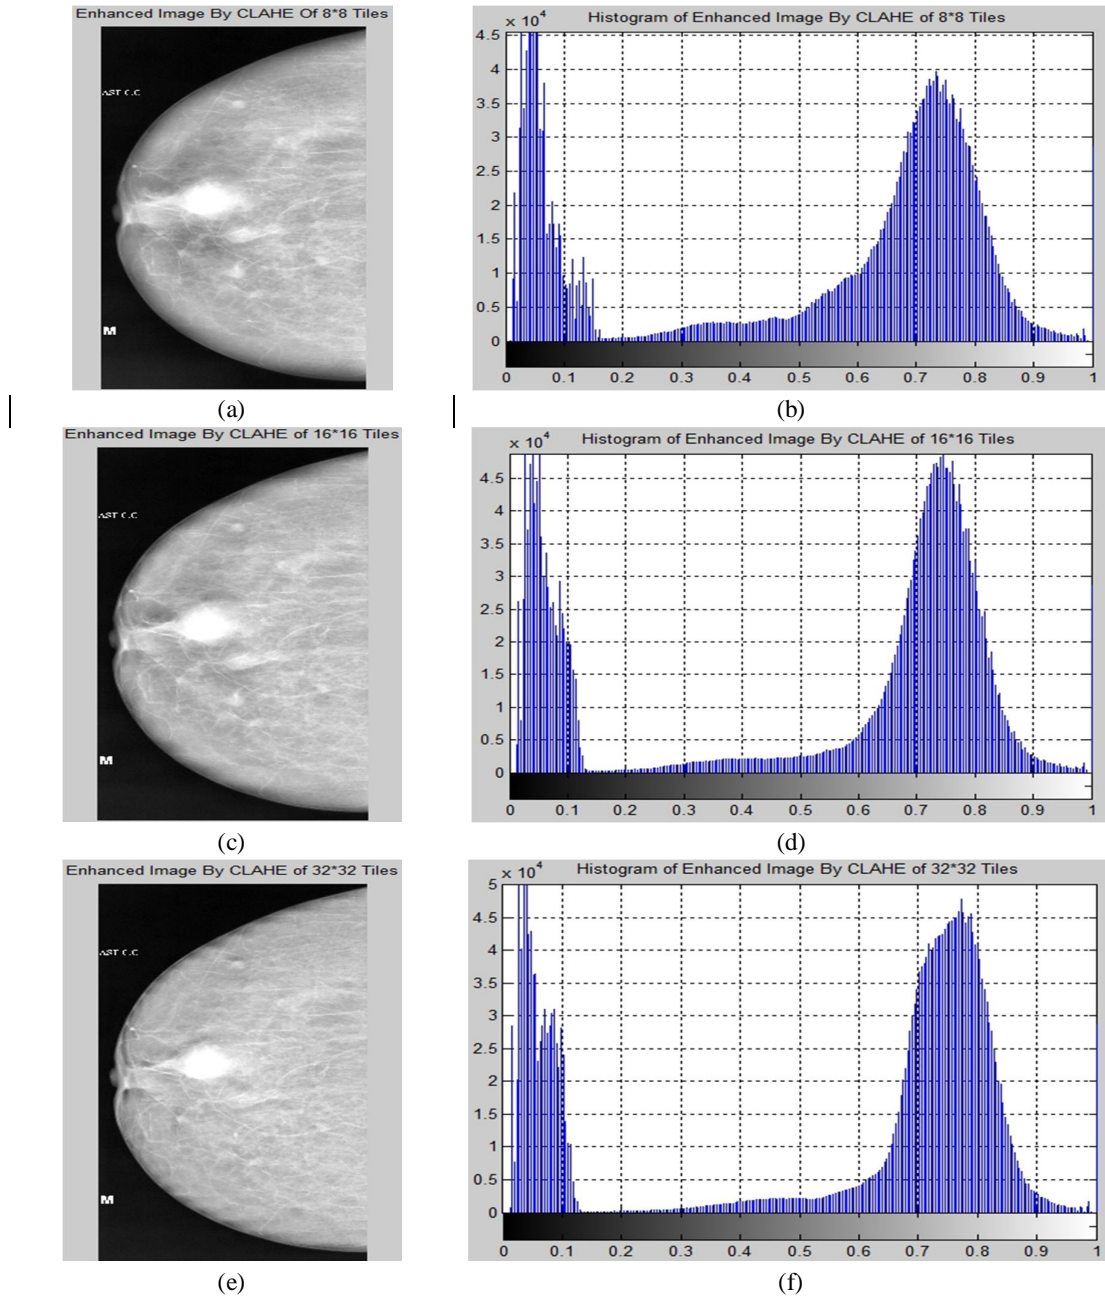 Enhanced Image By CLAHE Of 8*8 Tiles
AST C.C
M
(a)
Histogram of Enhanced Image By CLAHE of 8*8 Tiles
× 10⁴
4.5
4
3.5
3
2.5
2
1.5
1
0.5
0
0 0.1 0.2 0.3 0.4 0.5 0.6 0.7 0.8 0.9 1
(b)
Enhanced Image By CLAHE of 16*16 Tiles
AST C.C
M
(c)
Histogram of Enhanced Image By CLAHE of 16*16 Tiles
× 10⁴
4.5
4
3.5
3
2.5
2
1.5
1
0.5
0
0 0.1 0.2 0.3 0.4 0.5 0.6 0.7 0.8 0.9 1
(d)
Enhanced Image By CLAHE of 32*32 Tiles
AST C.C
M
(e)
Histogram of Enhanced Image By CLAHE of 32*32 Tiles
× 10⁴
5
4.5
4
3.5
3
2.5
2
1.5
1
0.5
0
0 0.1 0.2 0.3 0.4 0.5 0.6 0.7 0.8 0.9 1
(f)